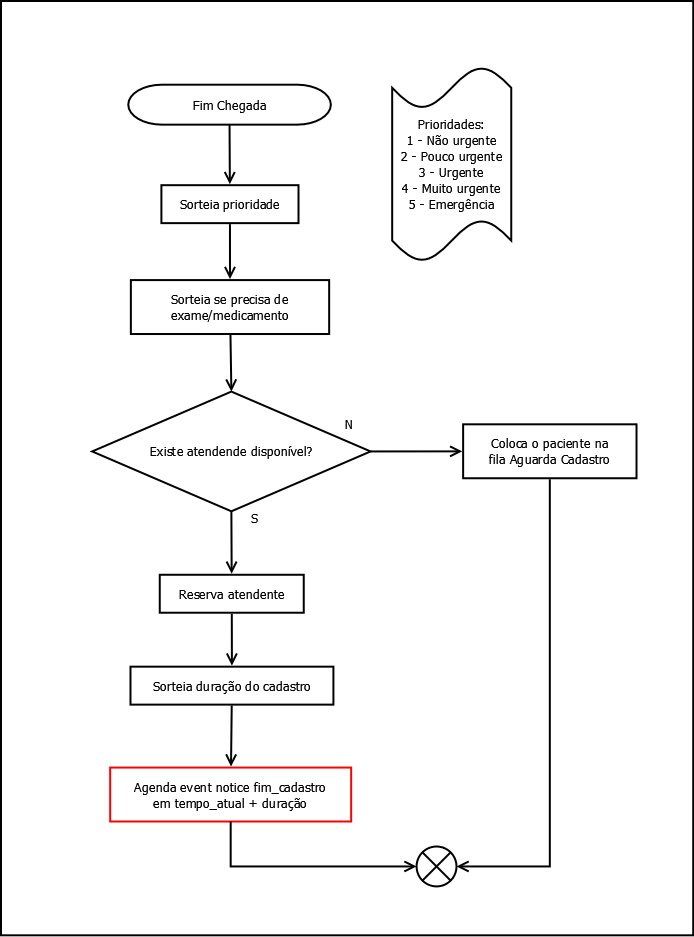 Fim Chegada
Prioridades:
1 - Não urgente
2 - Pouco urgente
3 - Urgente
4 - Muito urgente
5 - Emergência
Sorteia prioridade
Sorteia se precisa de
exame/medicamento
Existe atendende disponível?
N
Coloca o paciente na
fila Aguarda Cadastro
S
Reserva atendente
Sorteia duração do cadastro
Agenda event notice fim_cadastro
em tempo_atual + duração